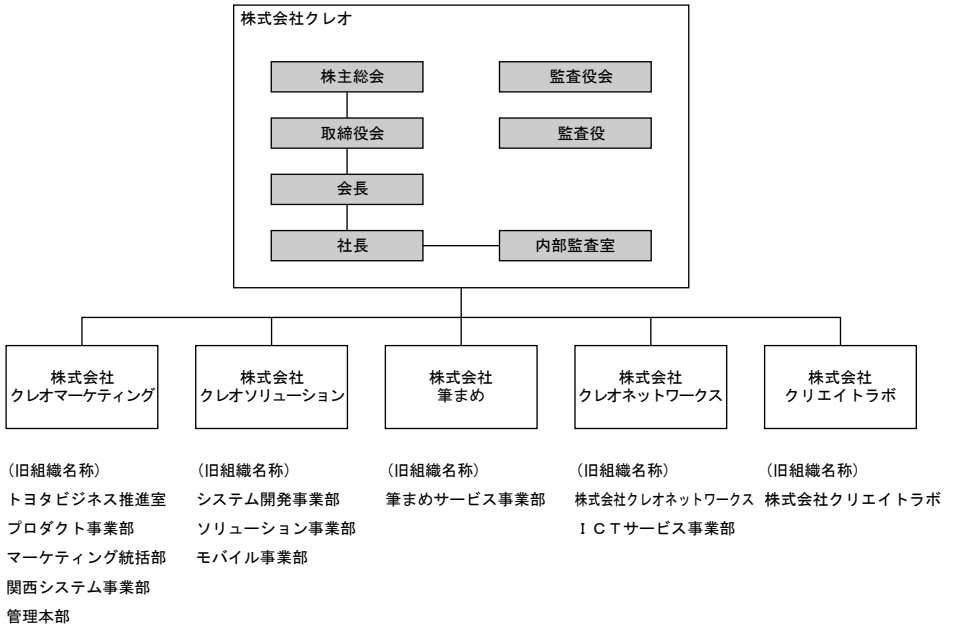 株式会社クレオ
株主総会
監査役会
取締役会
監査役
会長
社長
内部監査室
株式会社
クレオマーケティング
株式会社
クレオソリューション
株式会社
筆まめ
株式会社
クレオネットワークス
株式会社
クリエイトラボ
(旧組織名称)
トヨタビジネス推進室
プロダクト事業部
マーケティング統括部
関西システム事業部
管理本部
(旧組織名称)
システム開発事業部
ソリューション事業部
モバイル事業部
(旧組織名称)
筆まめサービス事業部
(旧組織名称)
株式会社クレオネットワークス
ICTサービス事業部
(旧組織名称)
株式会社クリエイトラボ